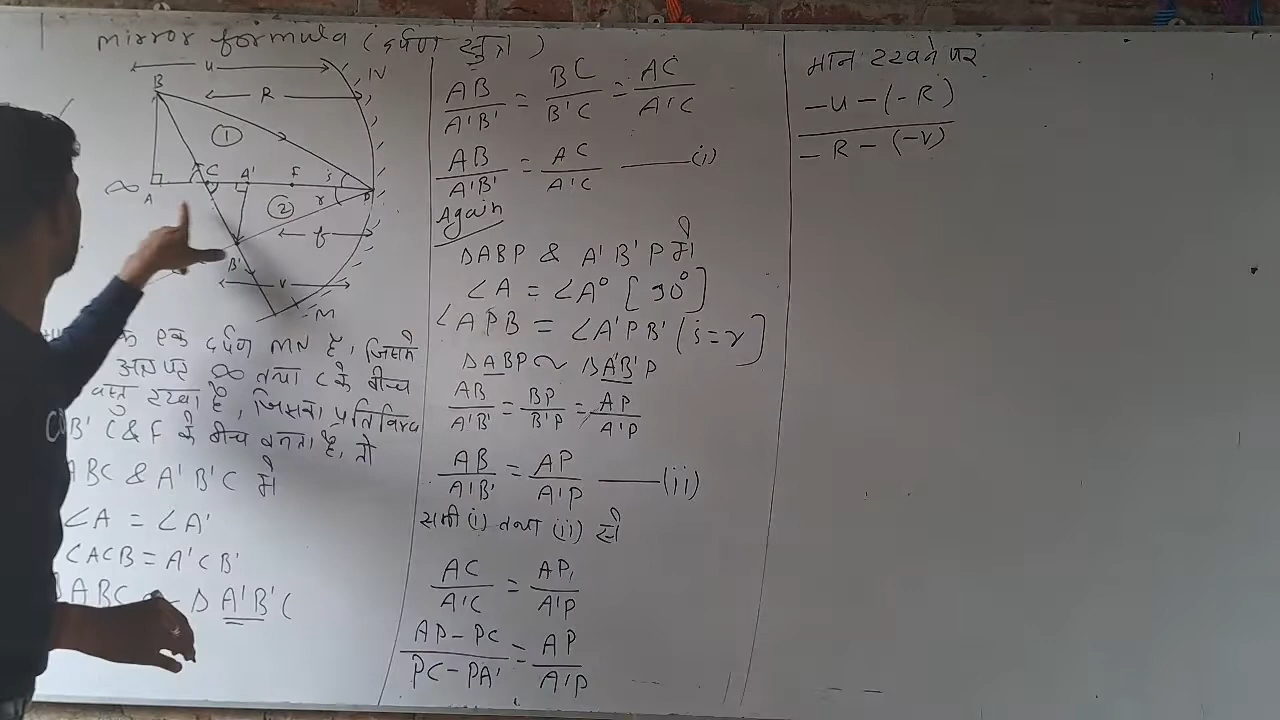 mirror formula (दर्पण सुत्र)
u
N
B
R
①
C A' F i
∞
A
r
P
②
f
B'
v
M
एक दर्पण MN है, जिसके
अक्ष पर ∞ तथा C के बीच
वस्तु रखा है, जिसका प्रतिबिम्ब
B' C & F के बीच बनता है, तो
ABC & A'B'C में
∠A = ∠A'
∠ACB = A'CB'
ΔABC ~ Δ A'B'C
AB/A'B' = BC/B'C = AC/A'C
AB/A'B' = AC/A'C —— (i)
Again
ΔABP & A'B'P में
∠A = ∠A° [90°]
∠APB = ∠A'PB' (i=r]
ΔABP ~ ΔA'B'P
AB/A'B' = BP/B'P = AP/A'P
AB/A'B' = AP/A'P —— (ii)
समी (i) तथा (ii) से
AC/A'C = AP/A'P
AP-PC/PC-PA' = AP/A'P
मान रखने पर
-u-(-R)/-R-(-v)